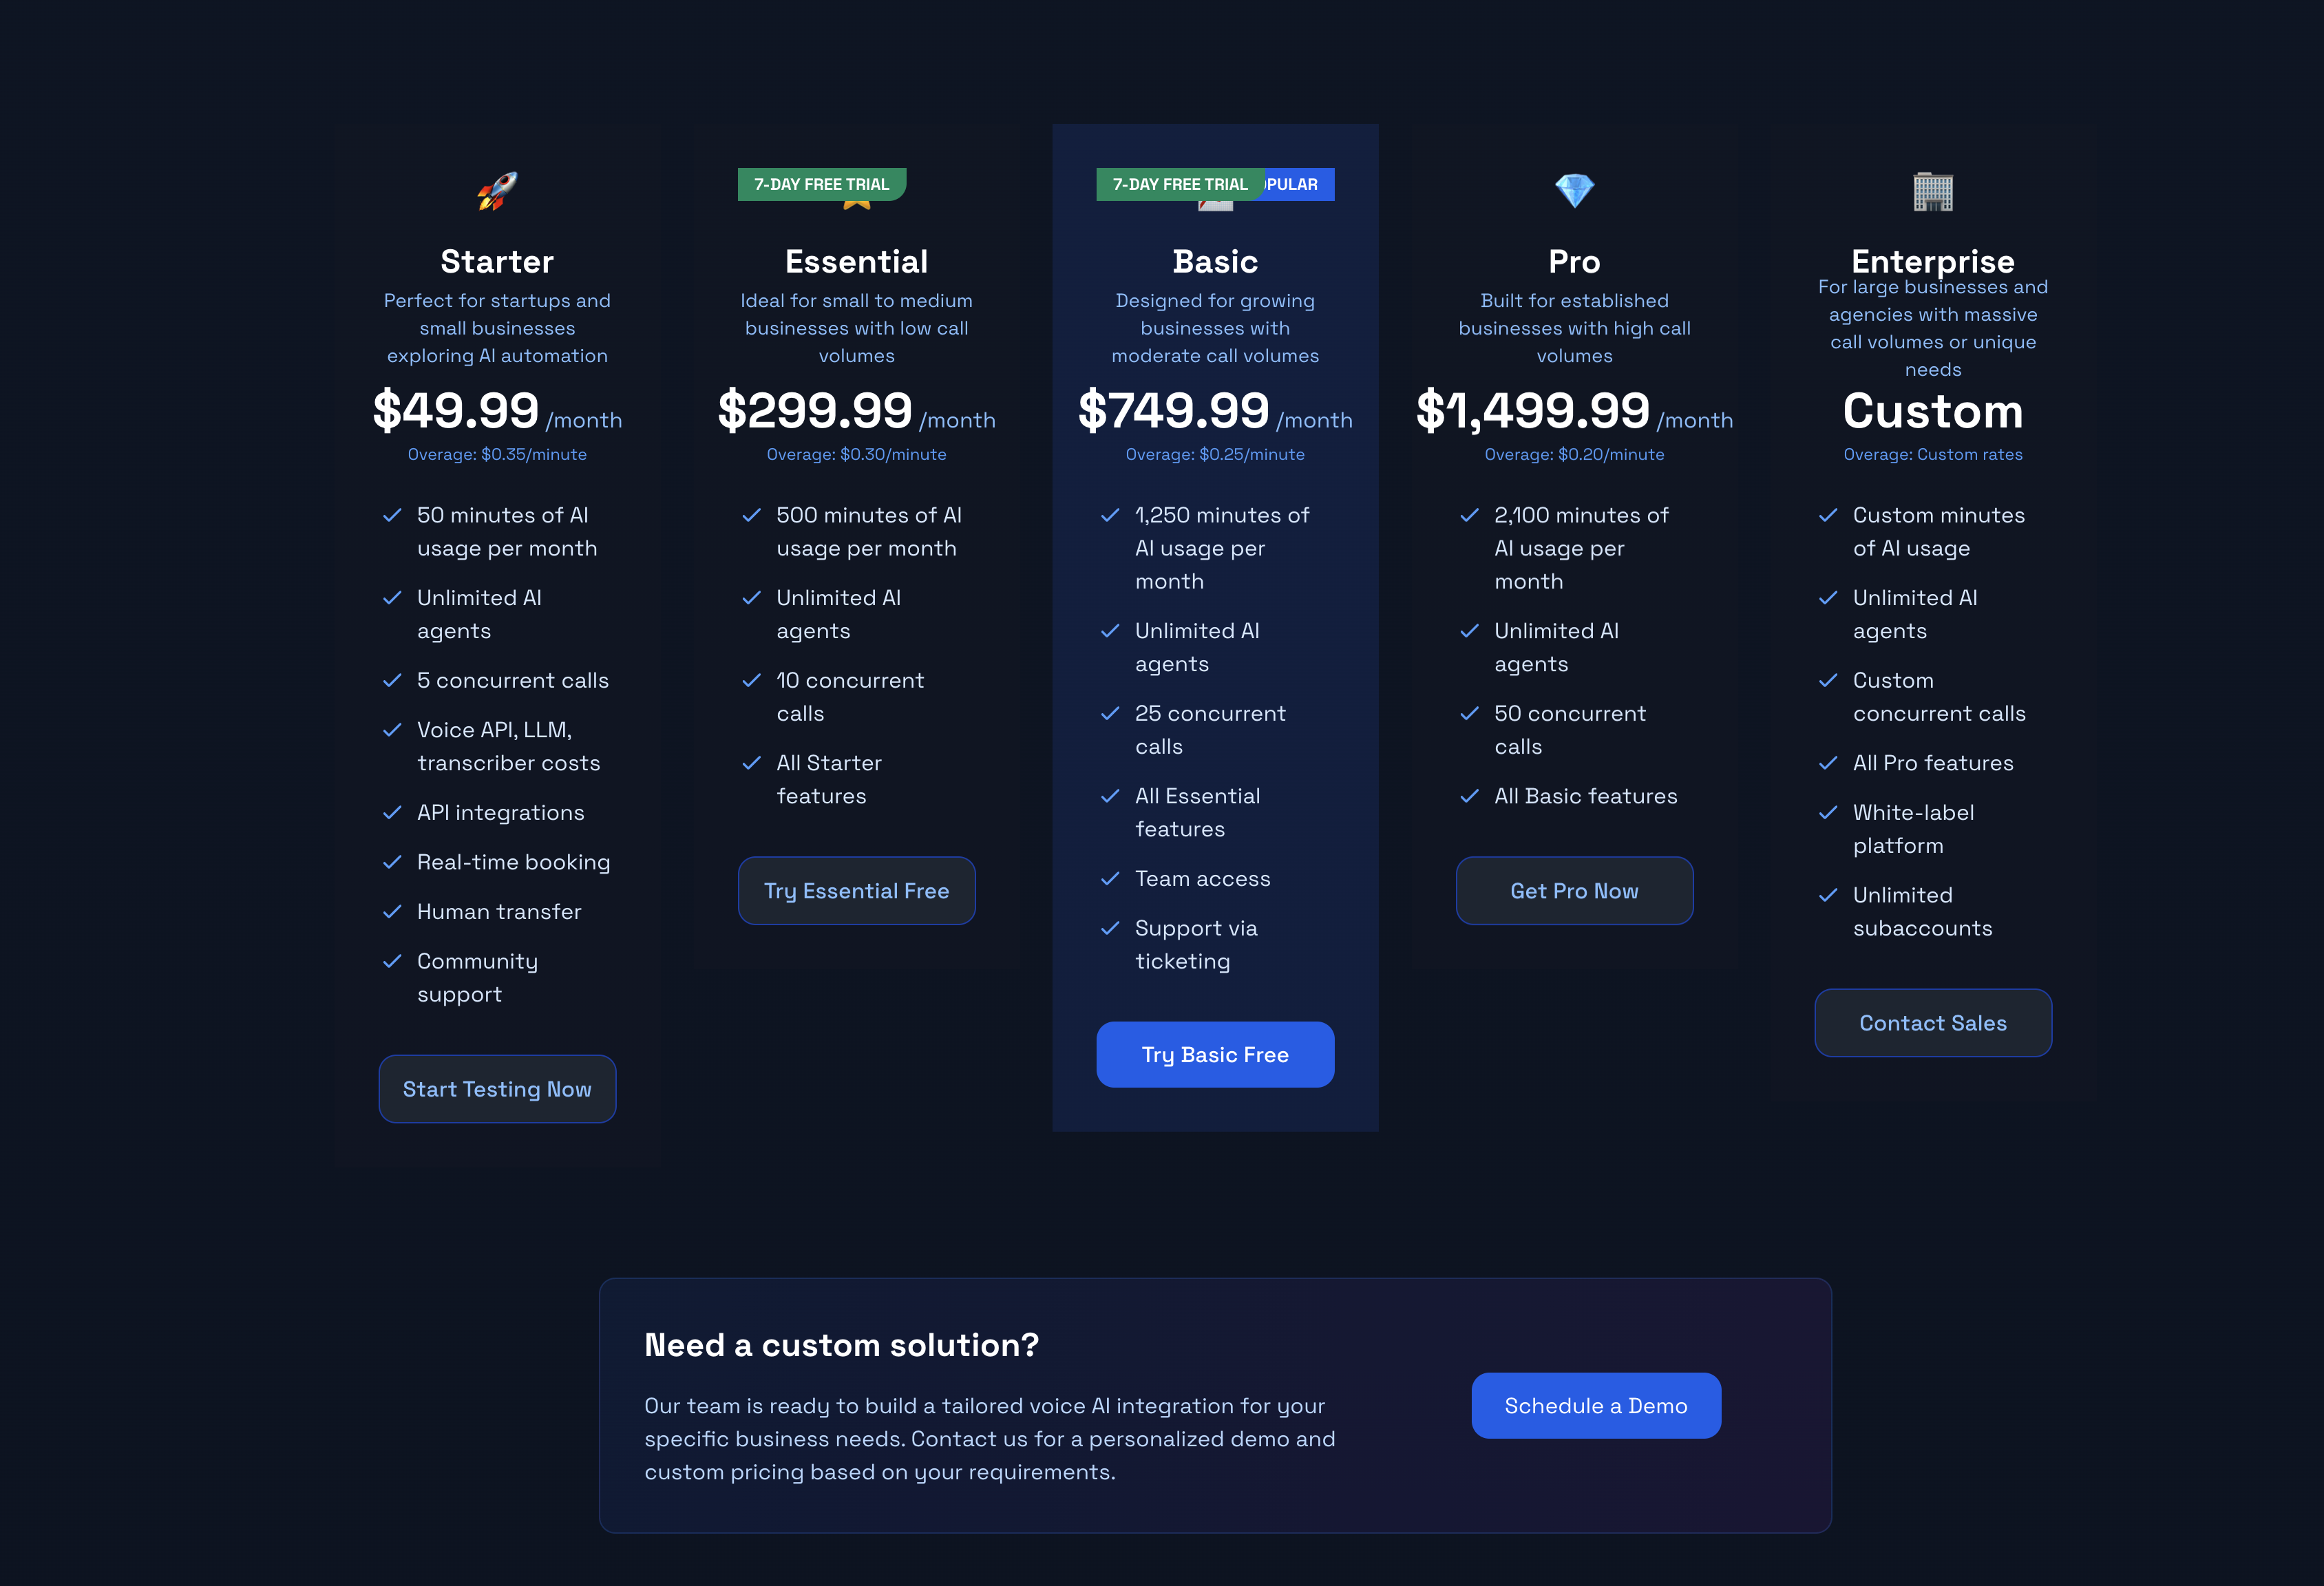 Starter
Perfect for startups and
small businesses
exploring AI automation
$49.99 /month
Overage: $0.35/minute
50 minutes of AI
usage per month
Unlimited AI
agents
5 concurrent calls
Voice API, LLM,
transcriber costs
API integrations
Real-time booking
Human transfer
Community
support
Start Testing Now
7-DAY FREE TRIAL
Essential
Ideal for small to medium
businesses with low call
volumes
$299.99 /month
Overage: $0.30/minute
500 minutes of AI
usage per month
Unlimited AI
agents
10 concurrent
calls
All Starter
features
Try Essential Free
7-DAY FREE TRIAL
Basic
Designed for growing
businesses with
moderate call volumes
$749.99 /month
Overage: $0.25/minute
1,250 minutes of
AI usage per
month
Unlimited AI
agents
25 concurrent
calls
All Essential
features
Team access
Support via
ticketing
Try Basic Free
Pro
Built for established
businesses with high call
volumes
$1,499.99 /month
Overage: $0.20/minute
2,100 minutes of
AI usage per
month
Unlimited AI
agents
50 concurrent
calls
All Basic features
Get Pro Now
Enterprise
For large businesses and
agencies with massive
call volumes or unique
needs
Custom
Overage: Custom rates
Custom minutes
of AI usage
Unlimited AI
agents
Custom
concurrent calls
All Pro features
White-label
platform
Unlimited
subaccounts
Contact Sales
Need a custom solution?
Our team is ready to build a tailored voice AI integration for your
specific business needs. Contact us for a personalized demo and
custom pricing based on your requirements.
Schedule a Demo